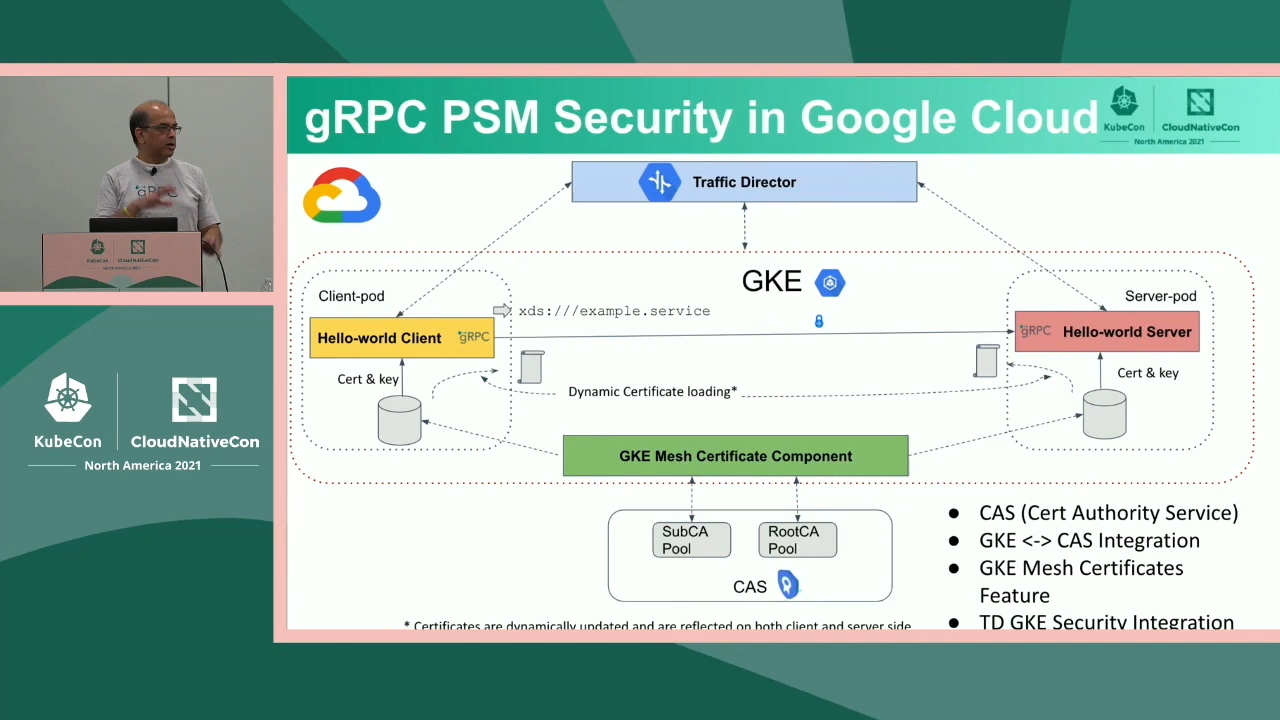 gRPC PSM Security in Google Cloud
KubeCon
CloudNativeCon
North America 2021
Traffic Director
GKE
Client-pod
Server-pod
xds:///example.service
Hello-world Client
gRPC
gRPC
Hello-world Server
Cert & key
Cert & key
Dynamic Certificate loading*
GKE Mesh Certificate Component
SubCA
Pool
RootCA
Pool
CAS
● CAS (Cert Authority Service)
● GKE <-> CAS Integration
● GKE Mesh Certificates
Feature
● TD GKE Security Integration
* Certificates are dynamically updated and are reflected on both client and server side
gRPC
KubeCon
CloudNativeCon
KubeCon
CloudNativeCon
North America 2021